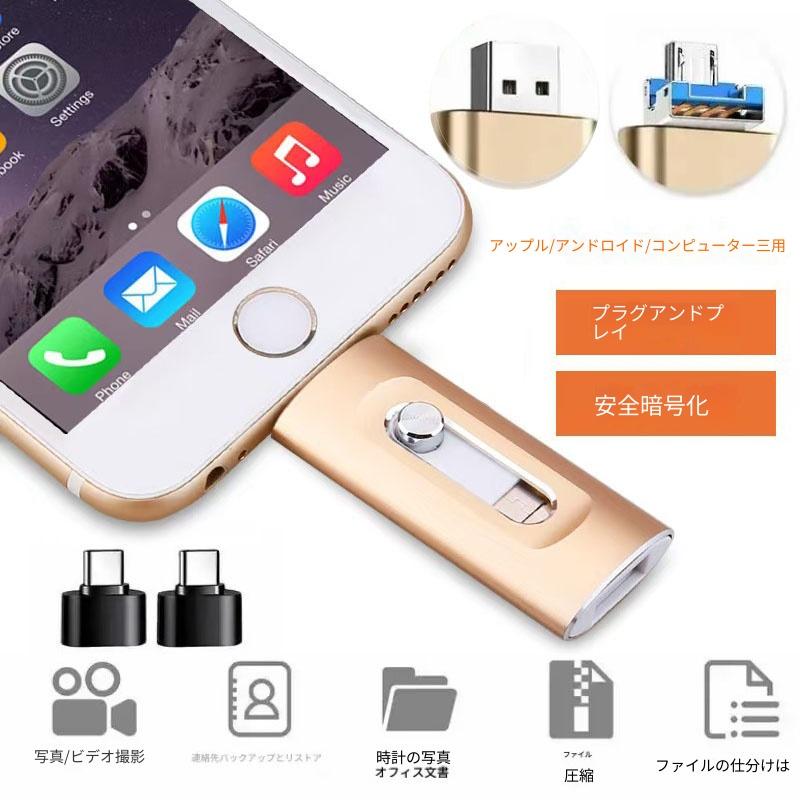 Settings
Music
Safari
Mail
Phone
アップル/アンドロイド/コンピューター三用
プラグアンドプ
レイ
安全暗号化
写真/ビデオ撮影
連絡先バックアップとリストア
時計の写真
オフィス文書
ファイル
圧縮
ファイルの仕分けは